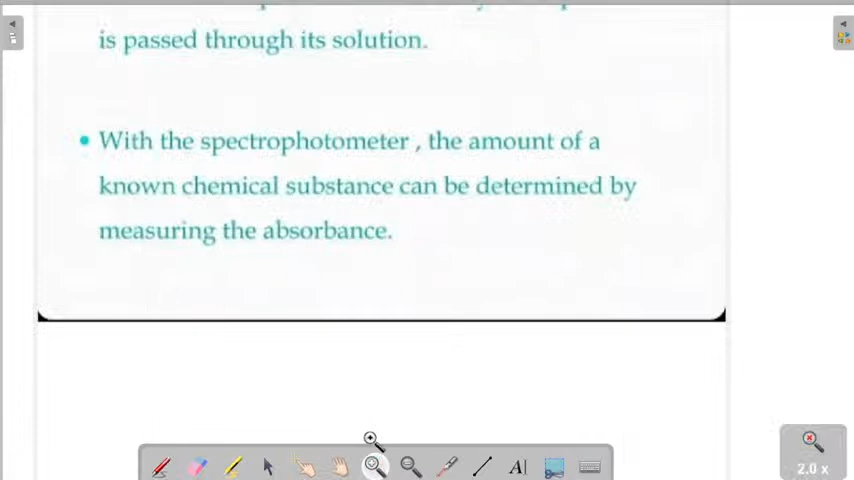 is passed through its solution.
• With the spectrophotometer , the amount of a
known chemical substance can be determined by
measuring the absorbance.
A
2.0 x